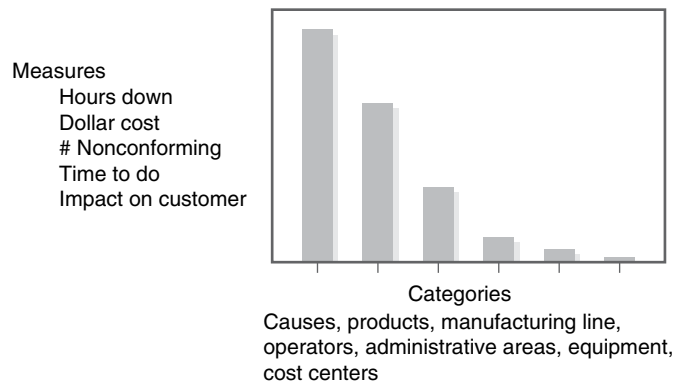 Measures
Hours down
Dollar cost
# Nonconforming
Time to do
Impact on customer
Categories
Causes, products, manufacturing line,
operators, administrative areas, equipment,
cost centers